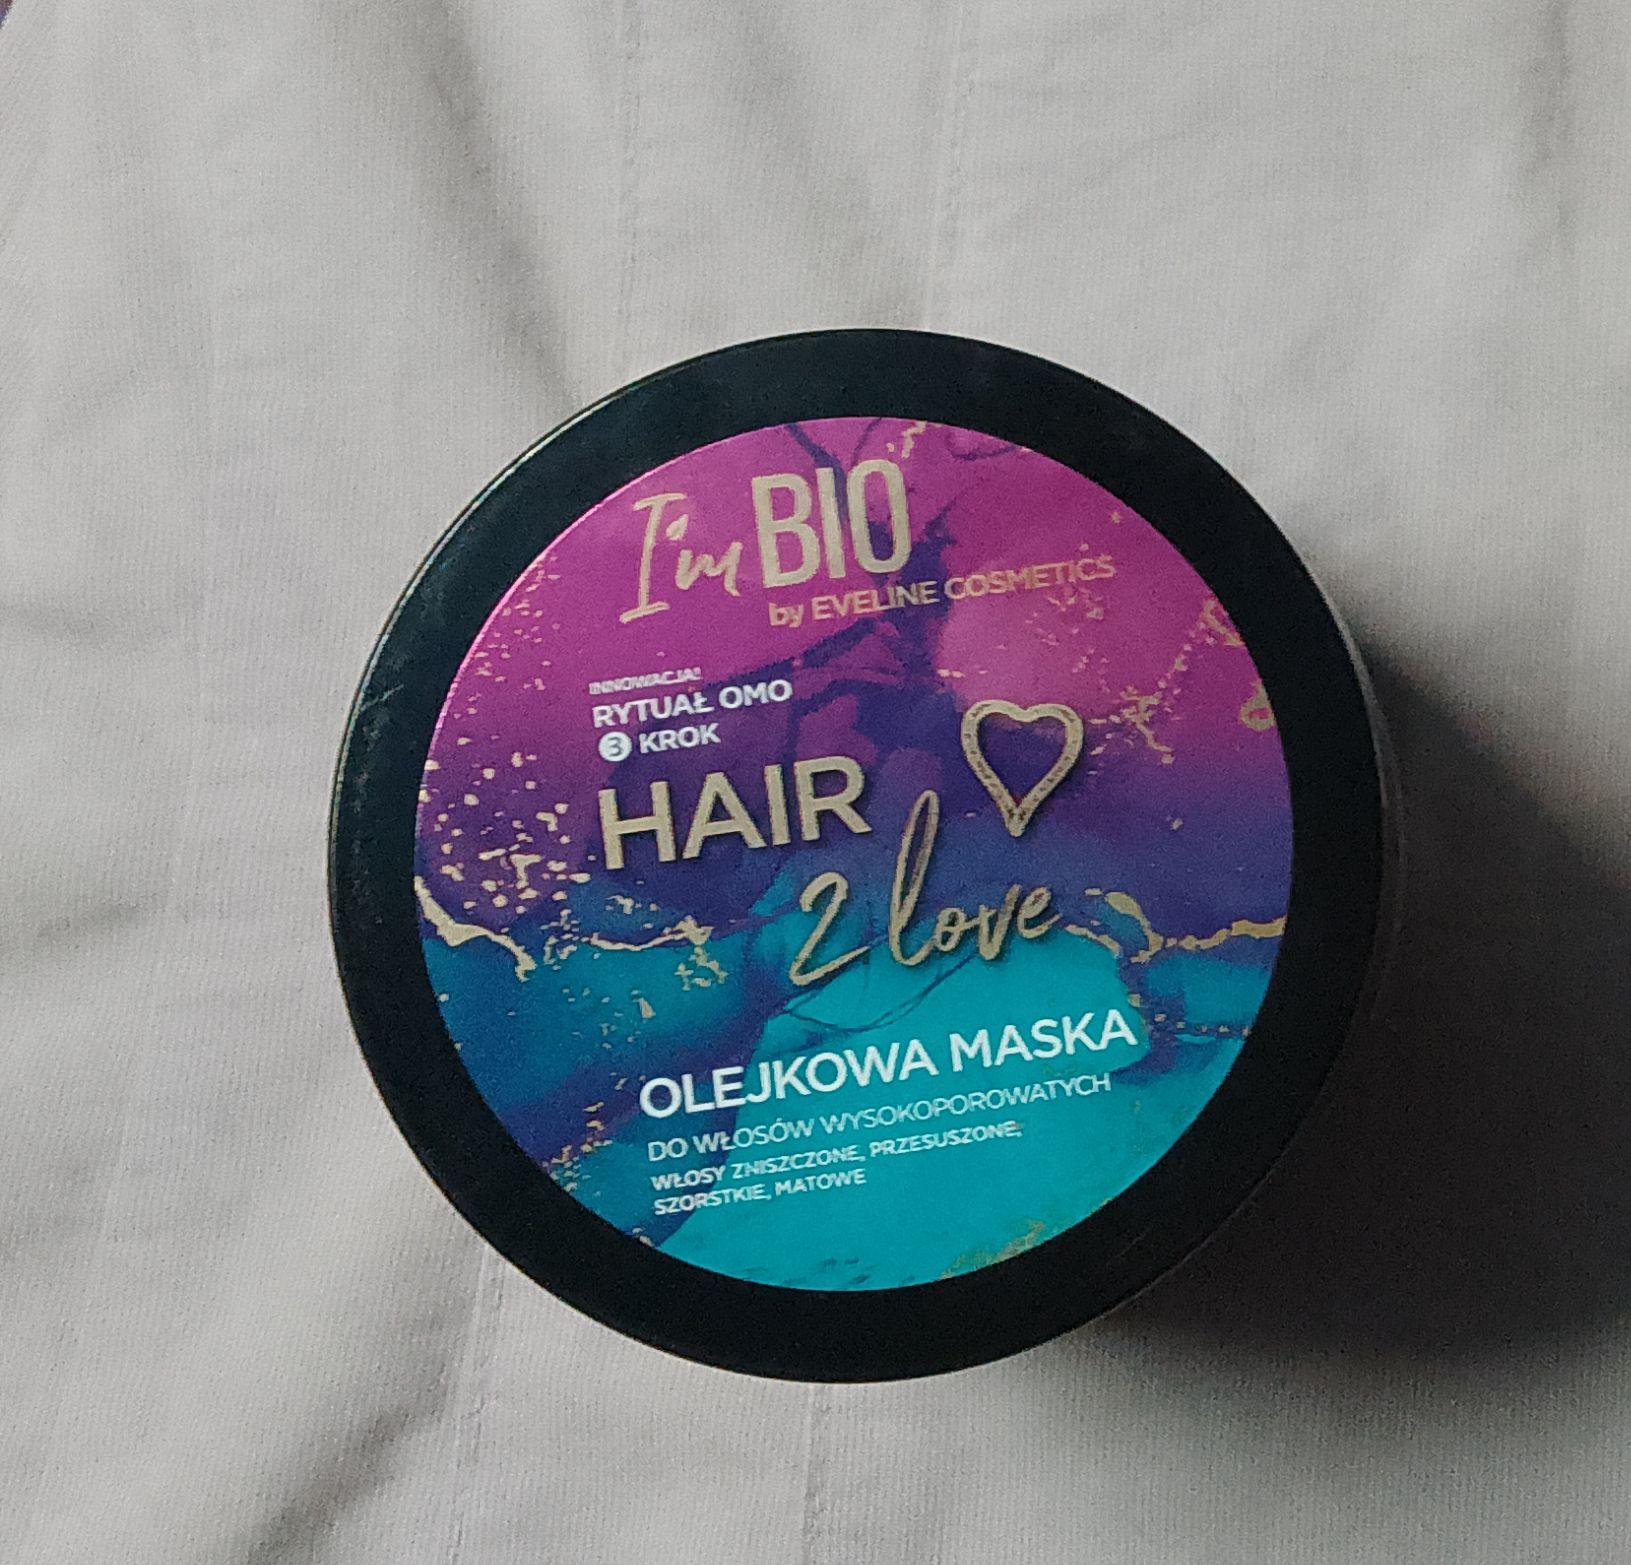 I'm BIO
by EVELINE COSMETICS
INNOWACJA!
RYTUAŁ OMO
3 KROK
HAIR
2 love
OLEJKOWA MASKA
DO WŁOSÓW WYSOKOPOROWATYCH
WŁOSY ZNISZCZONE, PRZESUSZONE,
SZORSTKIE, MATOWE